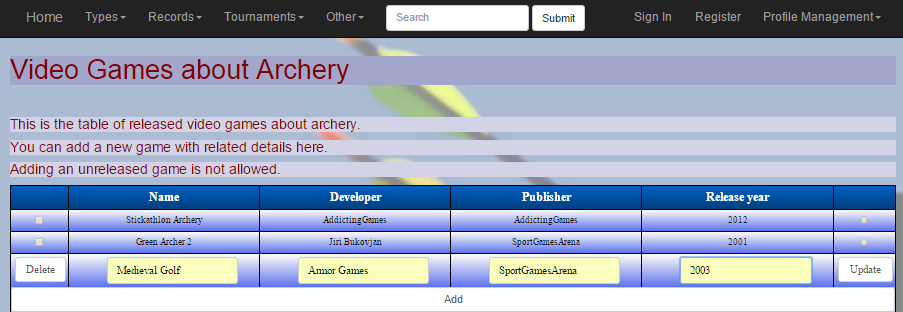 Home Types Records Tournaments Other Search Submit Sign In Register Profile Management
Video Games about Archery
This is the table of released video games about archery.
You can add a new game with related details here.
Adding an unreleased game is not allowed.
Name Developer Publisher Release year
Stickathlon Archery AddictingGames AddictingGames 2012
Green Archer 2 Jiri Bukovjan SportGamesArena 2001
Delete Medieval Golf Armor Games SportGamesArena 2003 Update
Add